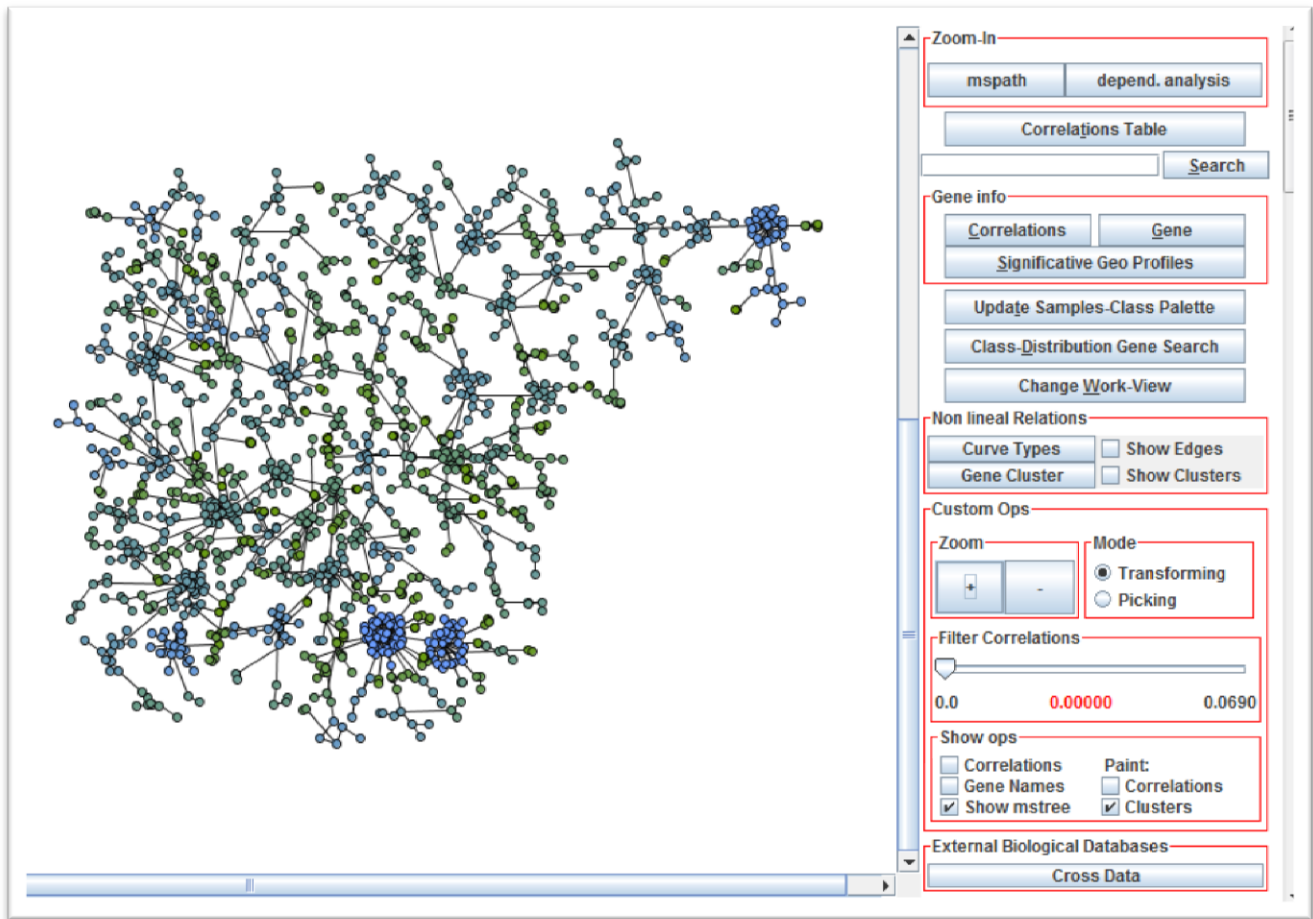 Zoom-In
mspath depend. analysis
Correlations Table
Search
Gene info
Correlations Gene
Significative Geo Profiles
Update Samples-Class Palette
Class-Distribution Gene Search
Change Work-View
Non lineal Relations
Curve Types Show Edges
Gene Cluster Show Clusters
Custom Ops
Zoom Mode
+ - Transforming
Picking
Filter Correlations
0.0 0.00000 0.0690
Show ops
Correlations Paint:
Gene Names Correlations
Show mstree Clusters
External Biological Databases
Cross Data